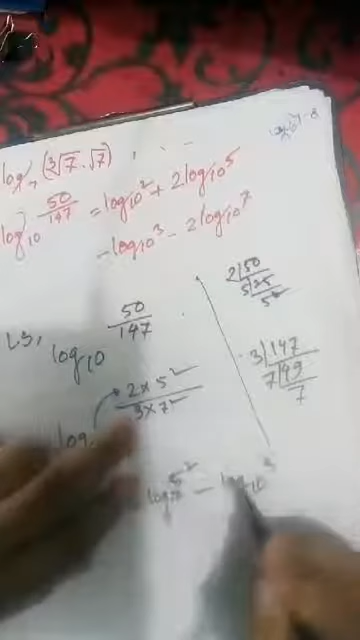 log₇ (³√7 . √7)
log₁₀ 50/147 = log₁₀2 + 2log₁₀5
- log₁₀3 - 2log₁₀7
L.S,
log₁₀ 50/147
2|50
5|25
5
log 2 × 5²/3 × 7²
3|147
7|49
7
log₁₀5² - log₁₀3